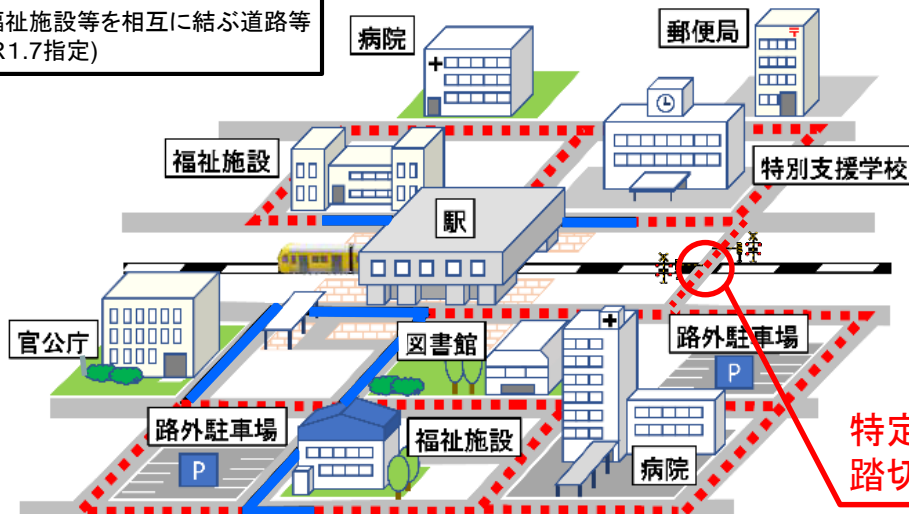 福祉施設等を相互に結ぶ道路等
R1.7指定)
病院
郵便局
〒
福祉施設
特別支援学校
駅
官公庁
図書館
路外駐車場
P
路外駐車場
P
福祉施設
病院
特定
踏切